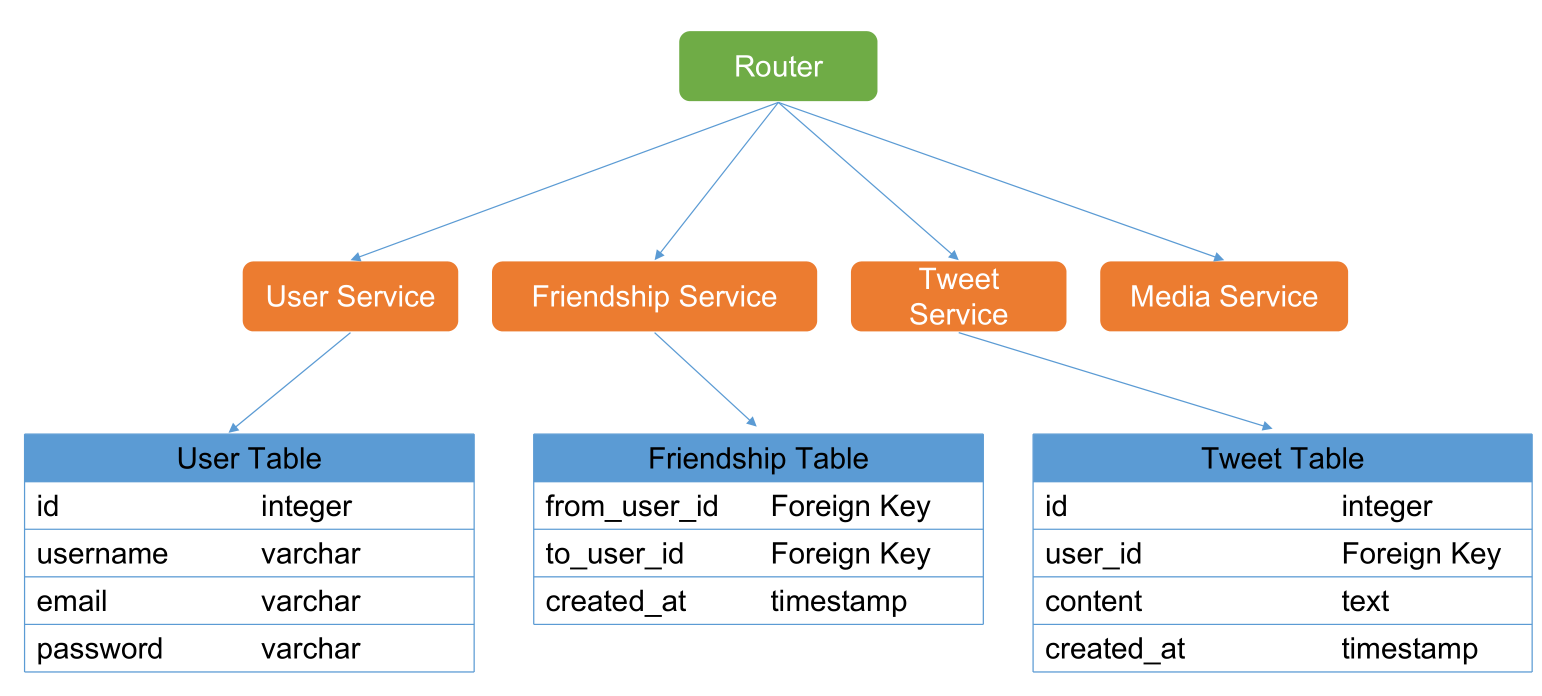 Router
User Service
Friendship Service
Tweet
Service
Media Service
User Table
id integer
username varchar
email varchar
password varchar
Friendship Table
from_user_id Foreign Key
to_user_id Foreign Key
created_at timestamp
Tweet Table
id integer
user_id Foreign Key
content text
created_at timestamp